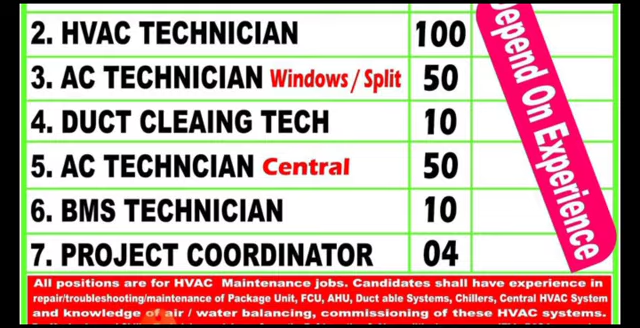 2. HVAC TECHNICIAN 100
3. AC TECHNICIAN Windows / Split 50
4. DUCT CLEAING TECH 10
5. AC TECHNCIAN Central 50
6. BMS TECHNICIAN 10
7. PROJECT COORDINATOR 04
Depend On Experience
All positions are for HVAC Maintenance jobs. Candidates shall have experience in
repair/troubleshooting/maintenance of Package Unit, FCU, AHU, Duct able Systems, Chillers, Central HVAC System
and knowledge of air / water balancing, commissioning of these HVAC systems.